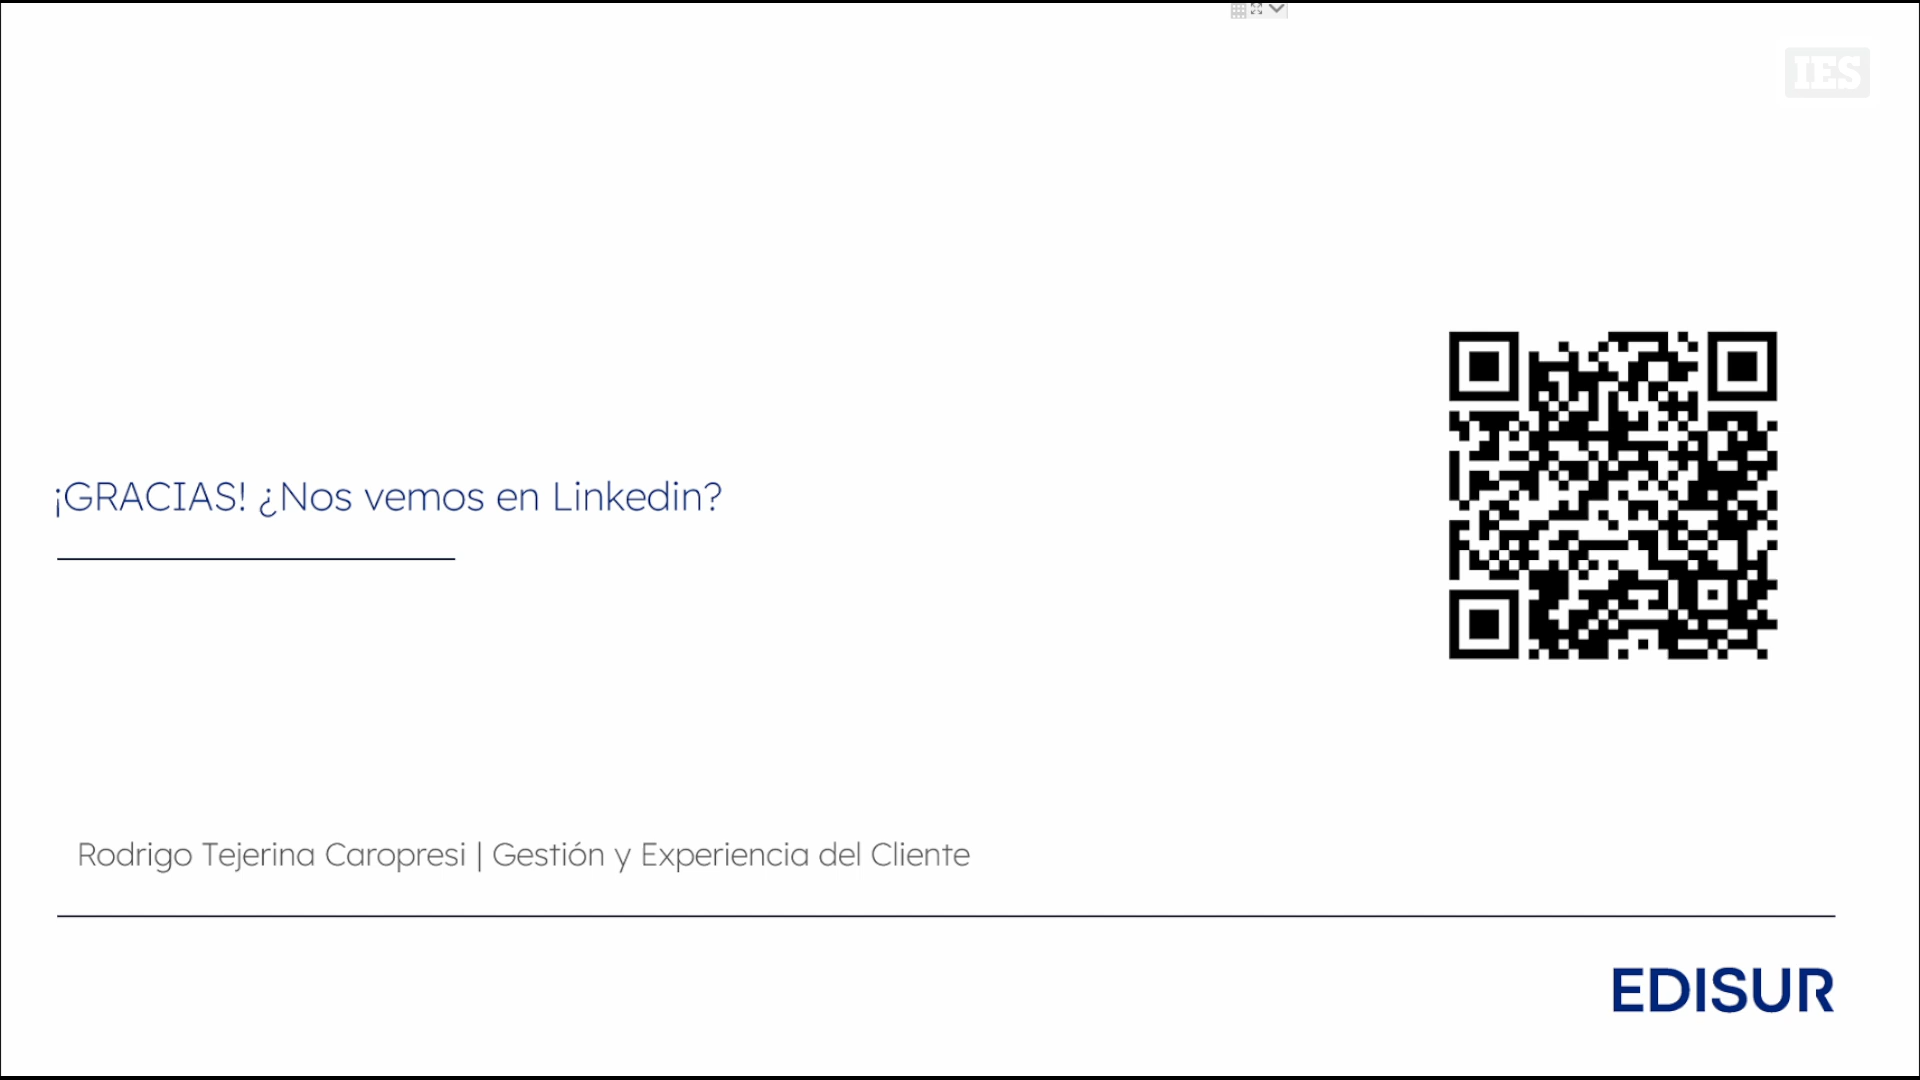 IES
¡GRACIAS! ¿Nos vemos en Linkedin?
Rodrigo Tejerina Caropresi | Gestión y Experiencia del Cliente
EDISUR